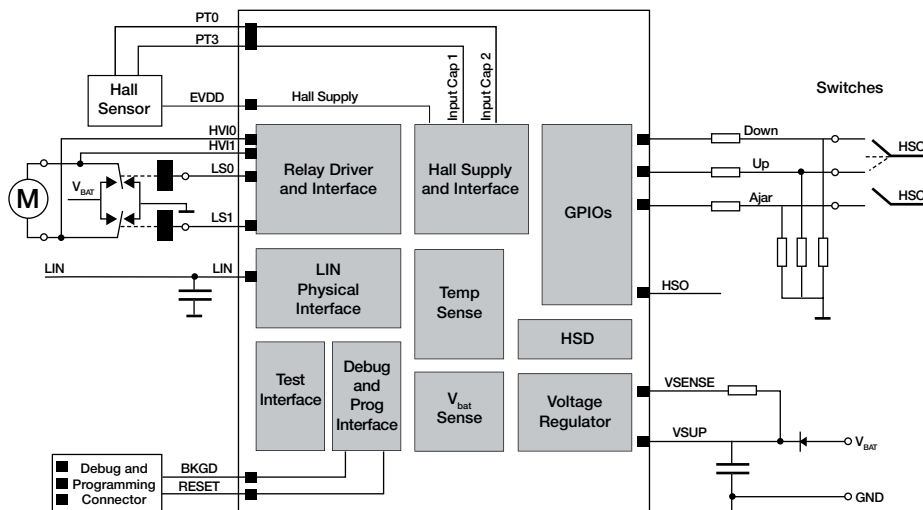 PT0
PT3
Hall
Sensor
EVDD
Hall Supply
Input Cap 1
Input Cap 2
HVI0
HVI1
LS0
LS1
M
VBAT
Relay Driver
and Interface
Hall Supply
and Interface
GPIOs
Switches
Down
Up
Ajar
HSO
HSO
HSO
LIN
LIN
LIN
Physical
Interface
Temp
Sense
HSD
Test
Interface
Debug
and
Prog
Interface
Vbat
Sense
Voltage
Regulator
VSENSE
VSUP
VBAT
GND
Debug and
Programming
Connector
BKGD
RESET